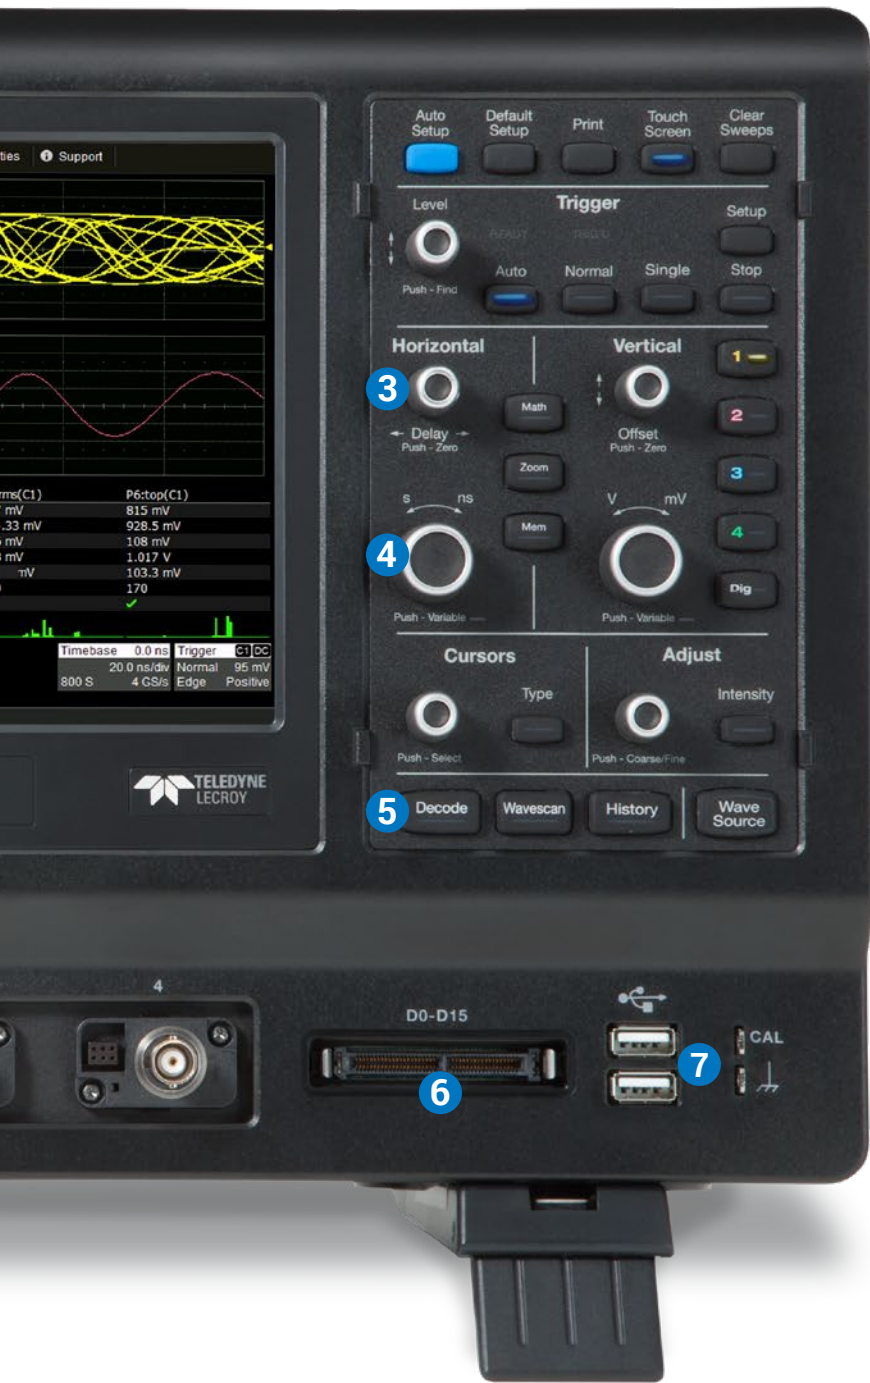 Auto Setup
Default Setup
Print
Touch Screen
Clear Sweeps
ties Support
Level
Trigger
Setup
READY
TRIG'D
Auto
Normal
Single
Stop
Push - Find
Horizontal
Vertical
1
3
Math
2
Delay
Push - Zero
Offset
Push - Zero
Zoom
3
s ns
V mV
Mem
4
4
Dig
Push - Variable
Push - Variable
rms(C1) P6:top(C1)
mV 815 mV
.33 mV 928.5 mV
mV 108 mV
mV 1.017 V
mV 103.3 mV
170
Timebase 0.0 ns Trigger C1 DC
20.0 ns/div Normal 95 mV
800 S 4 GS/s Edge Positive
Cursors
Adjust
Type
Intensity
Push - Select
Push - Coarse/Fine
TELEDYNE
LECROY
5
Decode
Wavescan
History
Wave Source
4
D0-D15
CAL
6
7